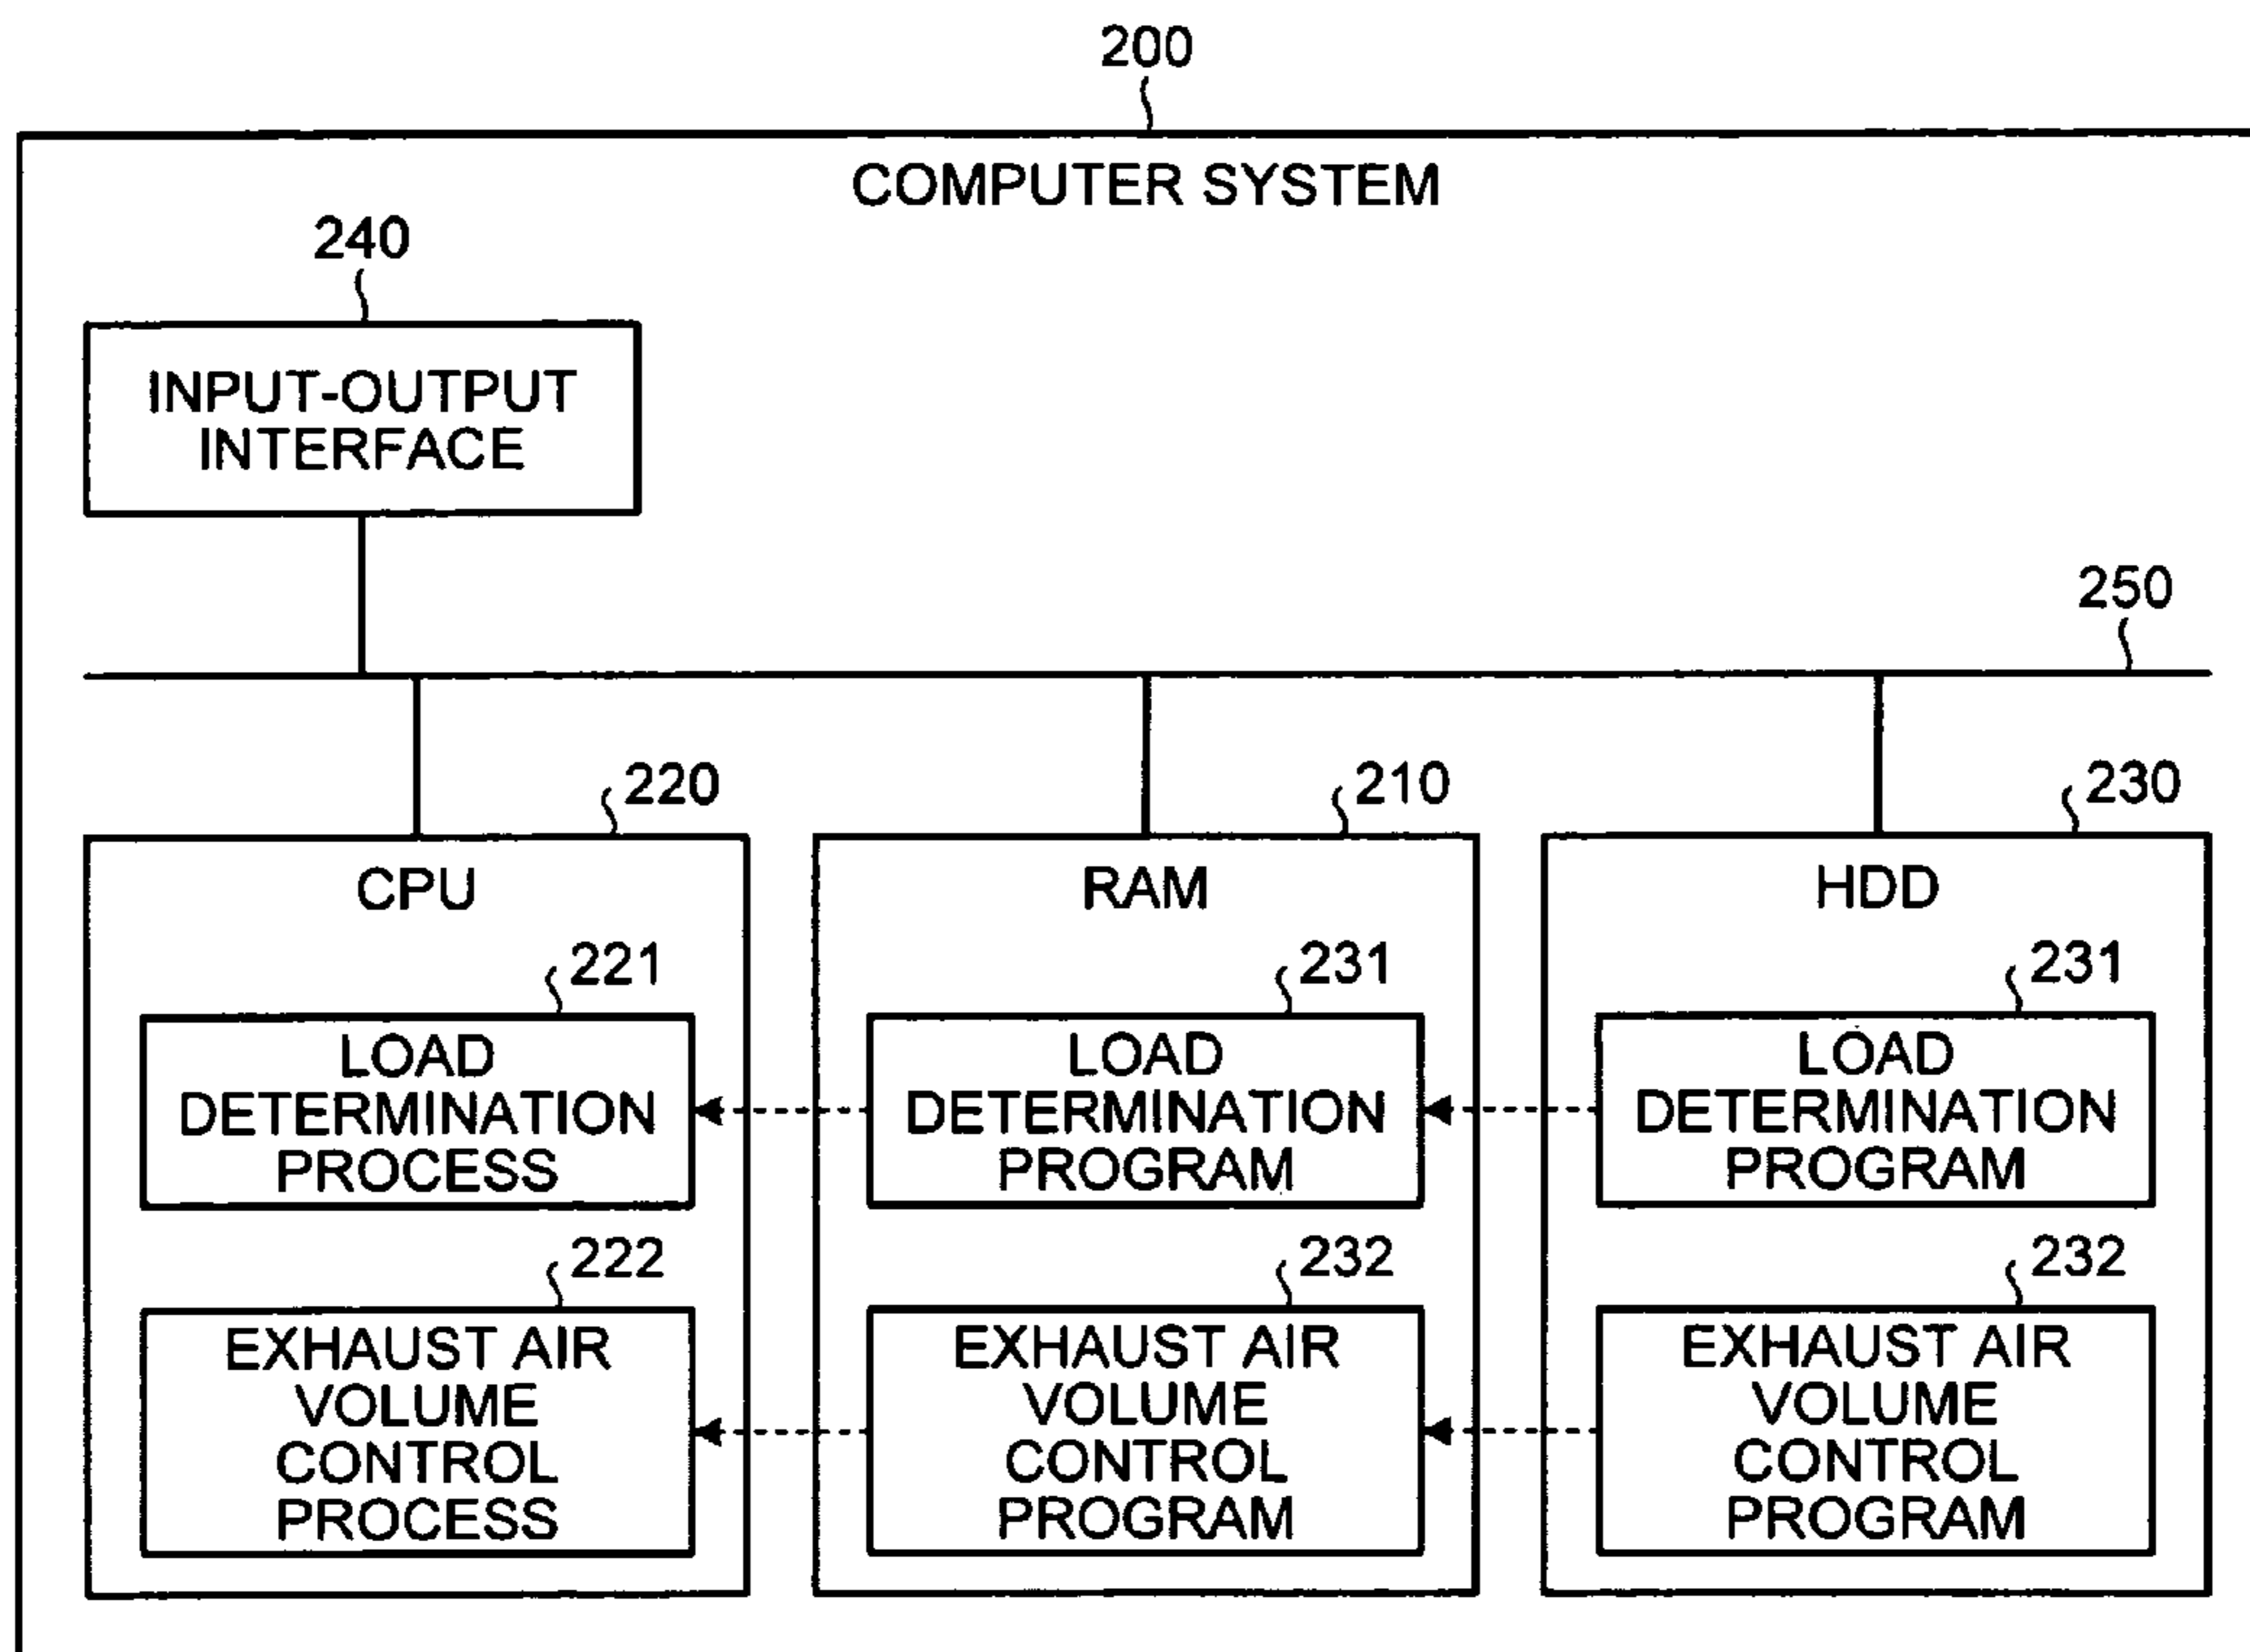 200
COMPUTER SYSTEM
240
INPUT-OUTPUT
INTERFACE
250
220
CPU
221
LOAD
DETERMINATION
PROCESS
222
EXHAUST AIR
VOLUME
CONTROL
PROCESS
210
RAM
231
LOAD
DETERMINATION
PROGRAM
232
EXHAUST AIR
VOLUME
CONTROL
PROGRAM
230
HDD
231
LOAD
DETERMINATION
PROGRAM
232
EXHAUST AIR
VOLUME
CONTROL
PROGRAM